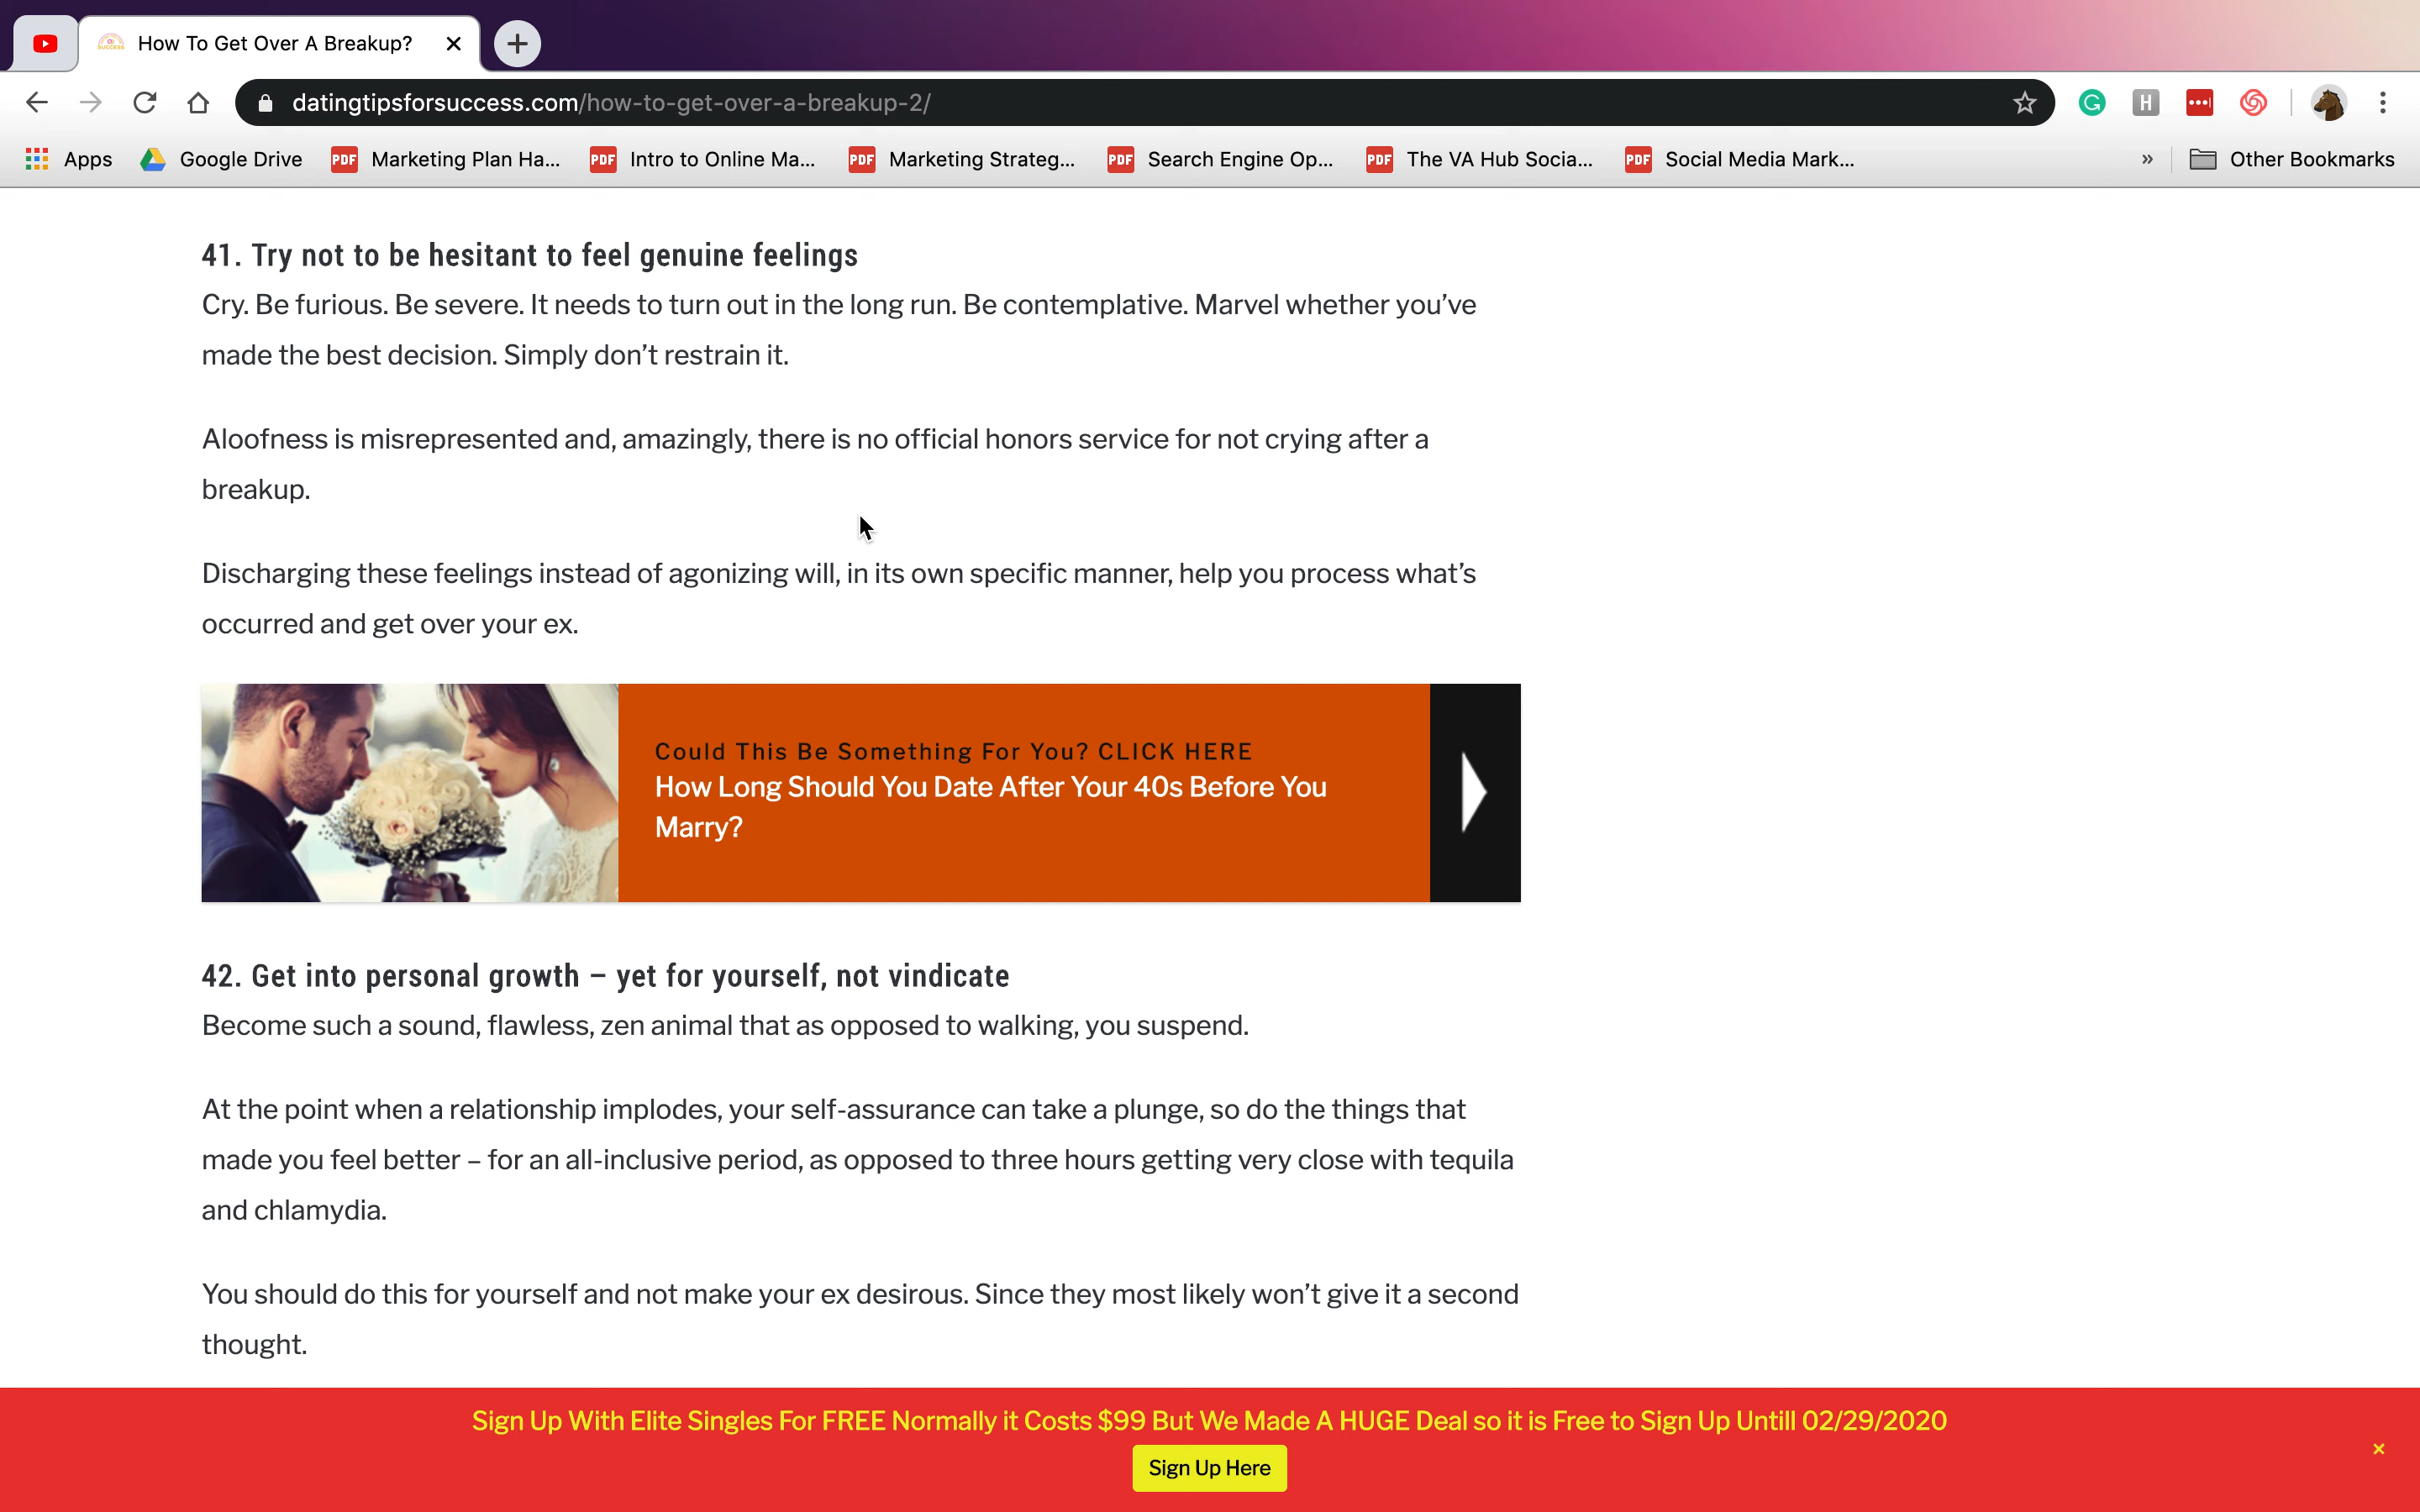 How To Get Over A Breakup?
datingtipsforsuccess.com/how-to-get-over-a-breakup-2/
Apps Google Drive PDF Marketing Plan Ha... PDF Intro to Online Ma... PDF Marketing Strateg... PDF Search Engine Op... PDF The VA Hub Socia... PDF Social Media Mark... » Other Bookmarks
41. Try not to be hesitant to feel genuine feelings
Cry. Be furious. Be severe. It needs to turn out in the long run. Be contemplative. Marvel whether you’ve
made the best decision. Simply don’t restrain it.
Aloofness is misrepresented and, amazingly, there is no official honors service for not crying after a
breakup.
Discharging these feelings instead of agonizing will, in its own specific manner, help you process what’s
occurred and get over your ex.
Could This Be Something For You? CLICK HERE
How Long Should You Date After Your 40s Before You
Marry?
42. Get into personal growth – yet for yourself, not vindicate
Become such a sound, flawless, zen animal that as opposed to walking, you suspend.
At the point when a relationship implodes, your self-assurance can take a plunge, so do the things that
made you feel better – for an all-inclusive period, as opposed to three hours getting very close with tequila
and chlamydia.
You should do this for yourself and not make your ex desirous. Since they most likely won’t give it a second
thought.
Sign Up With Elite Singles For FREE Normally it Costs $99 But We Made A HUGE Deal so it is Free to Sign Up Untill 02/29/2020
Sign Up Here